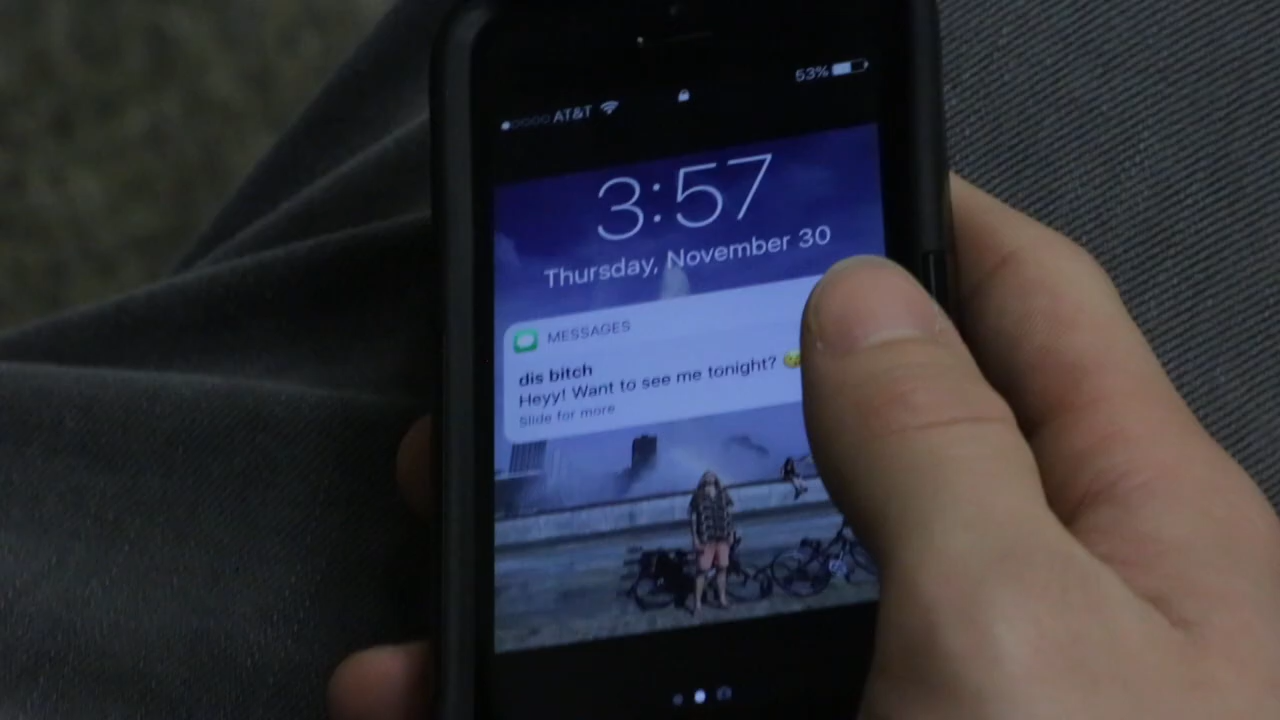 53%
AT&T
3:57
Thursday, November 30
MESSAGES
dis bitch
Heyy! Want to see me tonight?
Slide for more